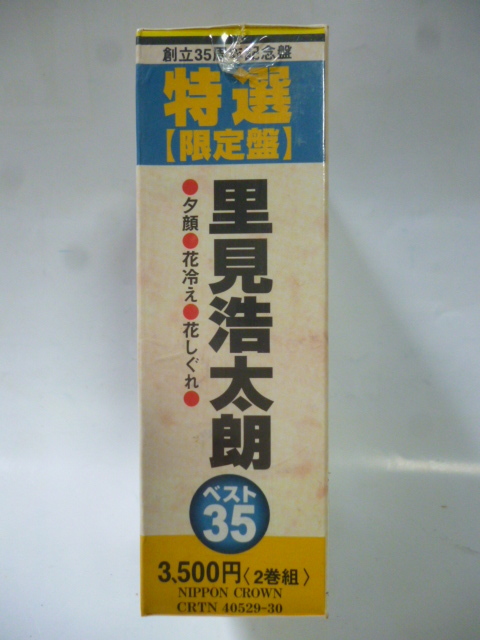 創立35周年記念盤
特選
【限定盤】
里見浩太朗
●夕顔●花冷え●花しぐれ●
ベスト
35
3,500円〈2巻組〉
NIPPON CROWN
CRTN 40529-30